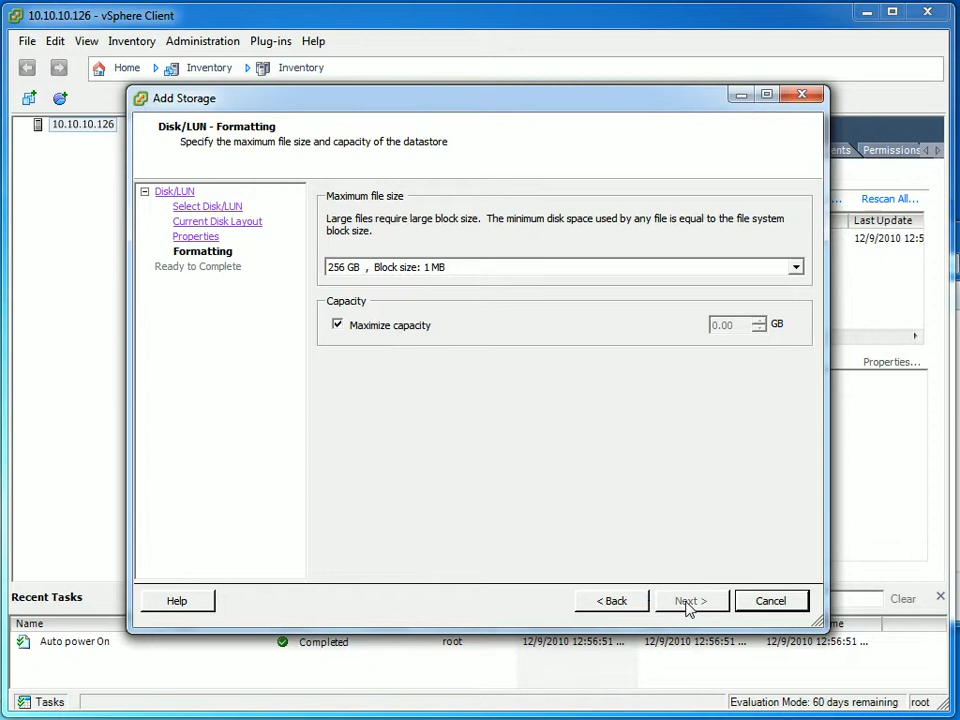 10.10.10.126 - vSphere Client
File Edit View Inventory Administration Plug-ins Help
Home Inventory Inventory
10.10.10.126
Permissions
Rescan All...
Last Update
12/9/2010 12:5
Properties...
Add Storage
Disk/LUN - Formatting
Specify the maximum file size and capacity of the datastore
Disk/LUN
Select Disk/LUN
Current Disk Layout
Properties
Formatting
Ready to Complete
Maximum file size
Large files require large block size. The minimum disk space used by any file is equal to the file system
block size.
256 GB , Block size: 1 MB
Capacity
Maximize capacity 0.00 GB
Help < Back Next > Cancel
Recent Tasks Clear
Name
Auto power On Completed root 12/9/2010 12:56:51 ... 12/9/2010 12:56:51 ... 12/9/2010 12:56:51 ...
Tasks Evaluation Mode: 60 days remaining root